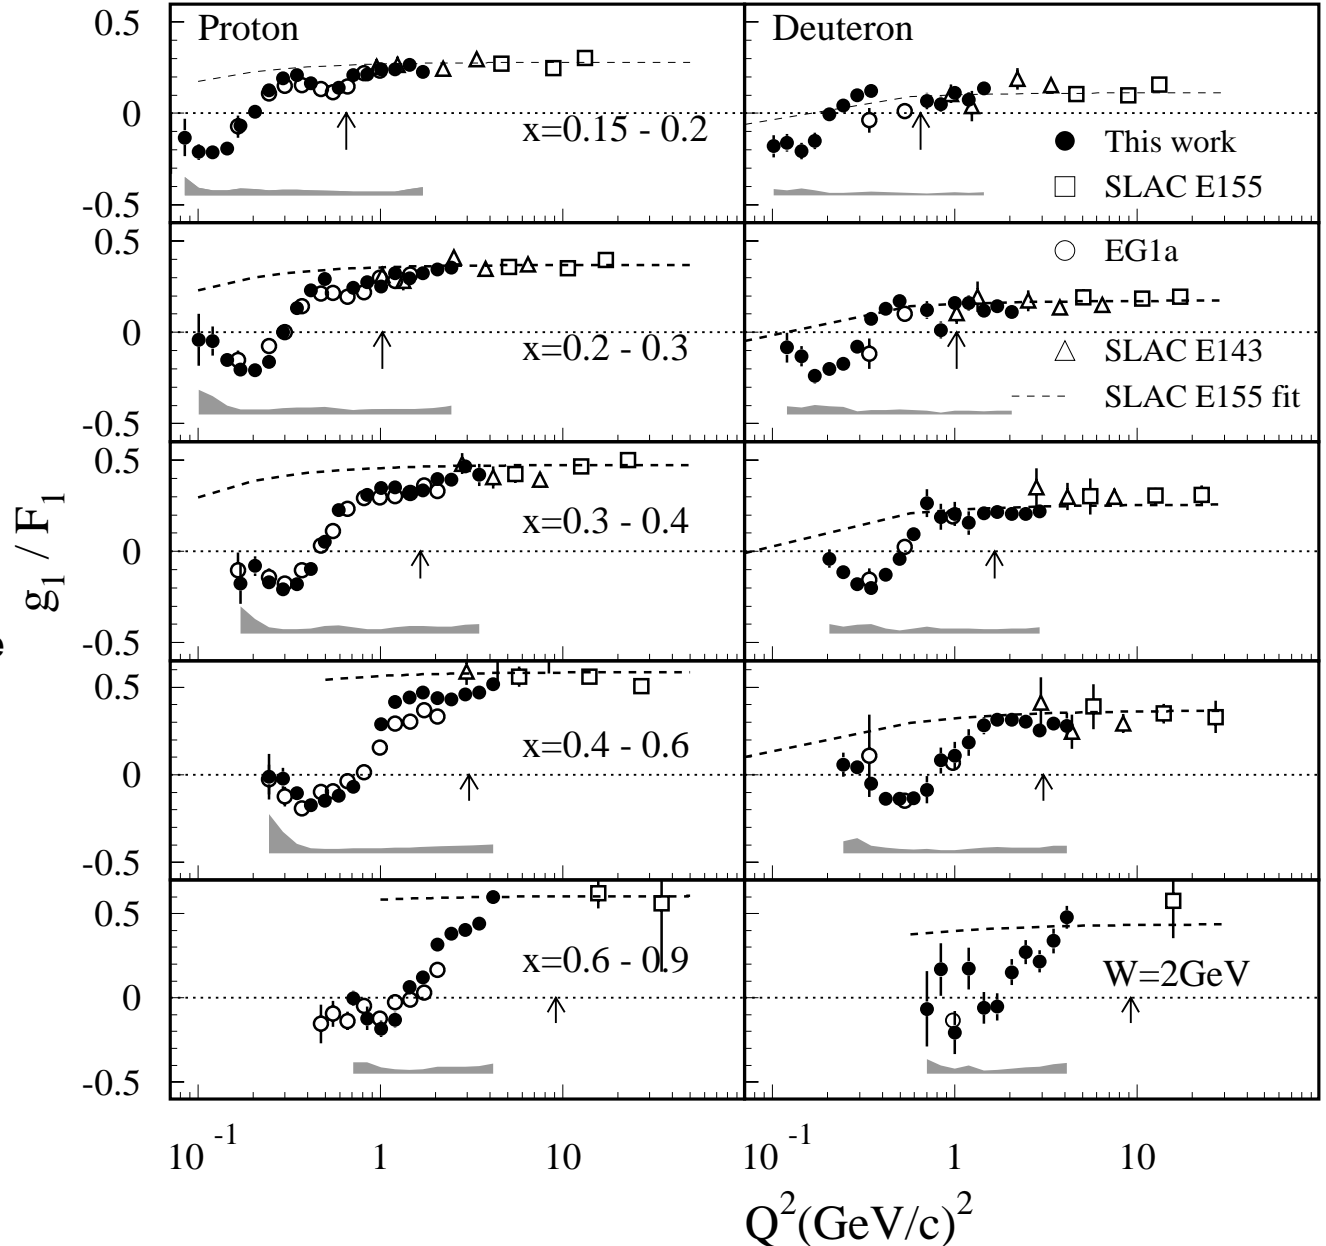 Proton
Deuteron
0.5
0
-0.5
x=0.15 - 0.2
This work
SLAC E155
0.5
0
-0.5
x=0.2 - 0.3
EG1a
SLAC E143
SLAC E155 fit
0.5
0
-0.5
x=0.3 - 0.4
g1 / F1
e
0.5
0
-0.5
x=0.4 - 0.6
0.5
0
-0.5
x=0.6 - 0.9
W=2GeV
10^-1 1 10 10^-1 1 10
Q^2(GeV/c)^2